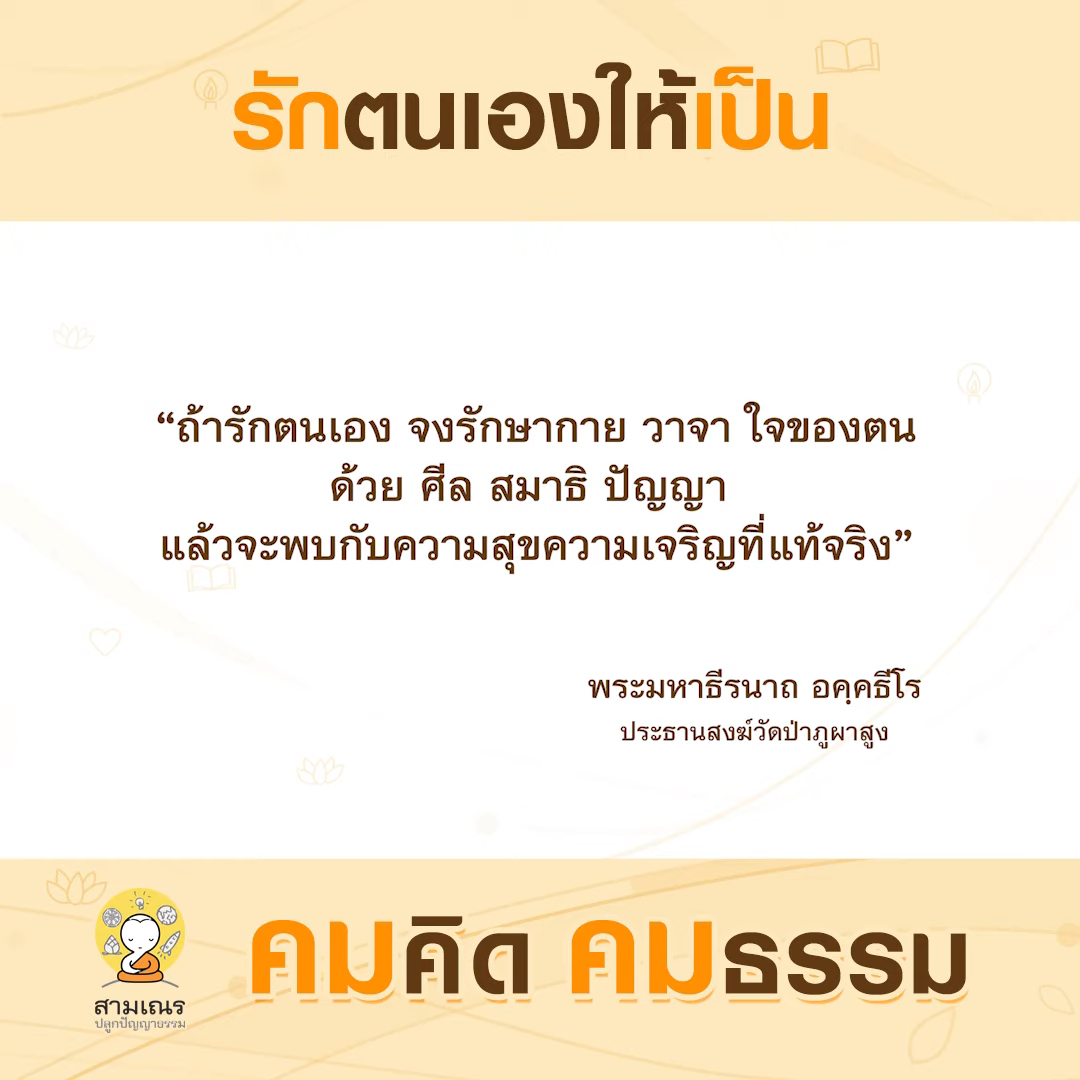 รักตนเองให้เป็น
“ถ้ารักตนเอง จงรักษากาย วาจา ใจของตน
ด้วย ศีล สมาธิ ปัญญา
แล้วจะพบกับความสุขความเจริญที่แท้จริง”
พระมหาธีรนาถ อคฺคธีโร
ประธานสงฆ์วัดป่าภูผาสูง
คมคิด คมธรรม
สามเณร
ปลูกปัญญาธรรม